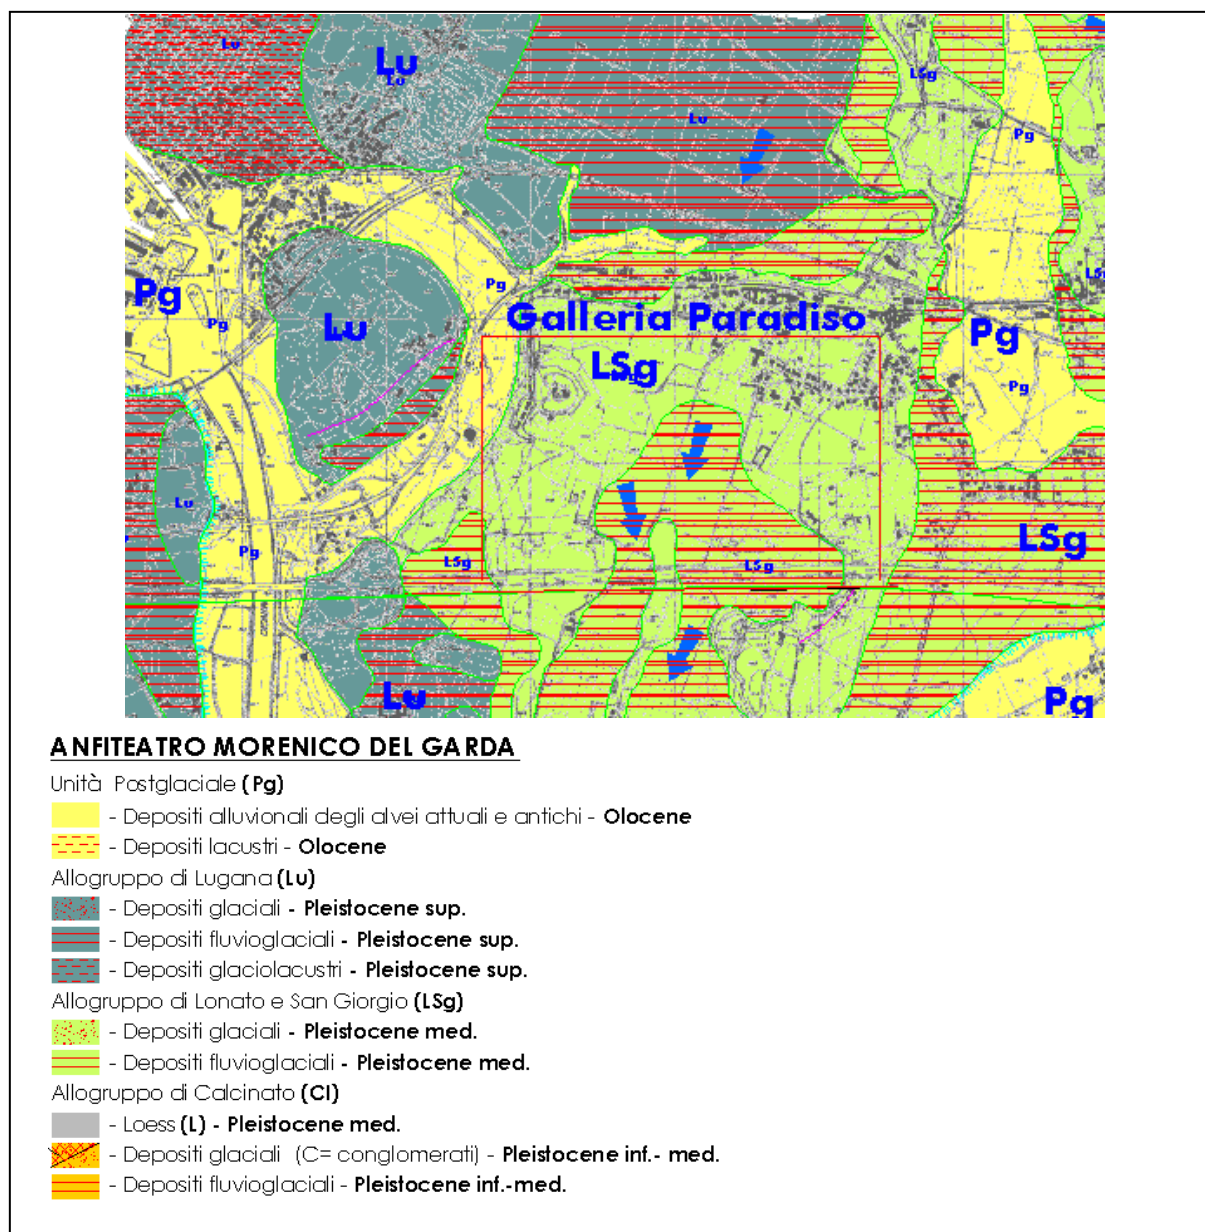 Lu
Lu
Lu
LSg
Lu
Pg
Pg
Pg
LSg
Pg
Pg
Galleria Paradiso
Lu
Pg
LSg
Pg
Lu
LSg
Pg
LSg
LSg
Lu
Pg
ANFITEATRO MORENICO DEL GARDA
Unità Postglaciale (Pg)
- Depositi alluvionali degli alvei attuali e antichi - Olocene
- Depositi lacustri - Olocene
Allogruppo di Lugana (Lu)
- Depositi glaciali - Pleistocene sup.
- Depositi fluvioglaciali - Pleistocene sup.
- Depositi glaciolacustri - Pleistocene sup.
Allogruppo di Lonato e San Giorgio (LSg)
- Depositi glaciali - Pleistocene med.
- Depositi fluvioglaciali - Pleistocene med.
Allogruppo di Calcinato (Cl)
- Loess (L) - Pleistocene med.
- Depositi glaciali (C= conglomerati) - Pleistocene inf.- med.
- Depositi fluvioglaciali - Pleistocene inf.-med.